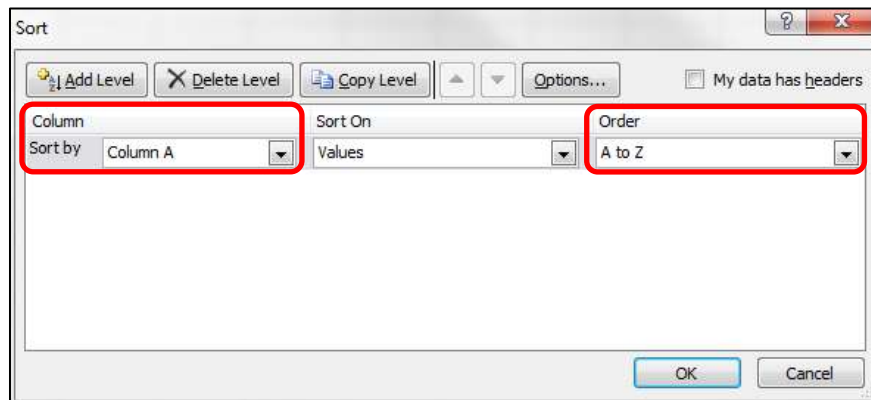 Sort
Add Level Delete Level Copy Level Options... My data has headers
Column Sort On Order
Sort by Column A Values A to Z
OK Cancel